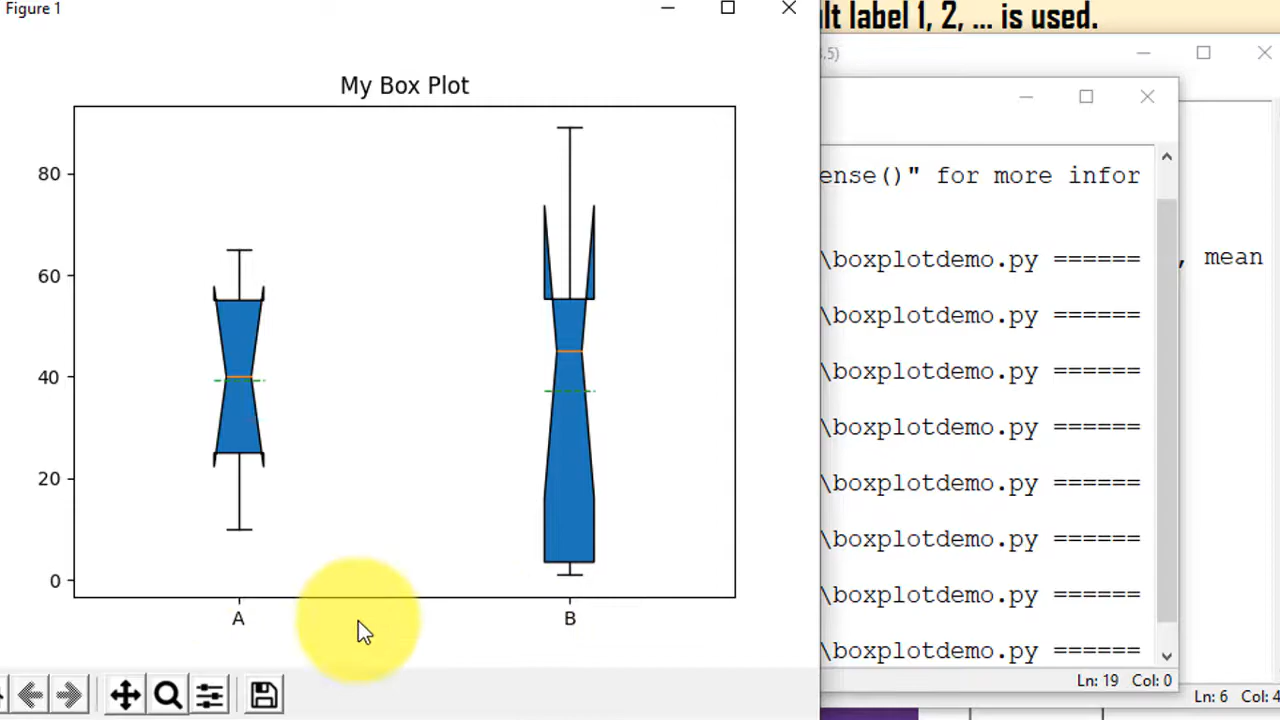 Figure 1
lt label 1, 2, ... is used.
.5)
My Box Plot
80
60
40
20
0
A
B
ense()" for more infor
\boxplotdemo.py ======
, mean
\boxplotdemo.py ======
\boxplotdemo.py ======
\boxplotdemo.py ======
\boxplotdemo.py ======
\boxplotdemo.py ======
\boxplotdemo.py ======
\boxplotdemo.py ======
Ln: 19 Col: 0
Ln: 6 Col: 4